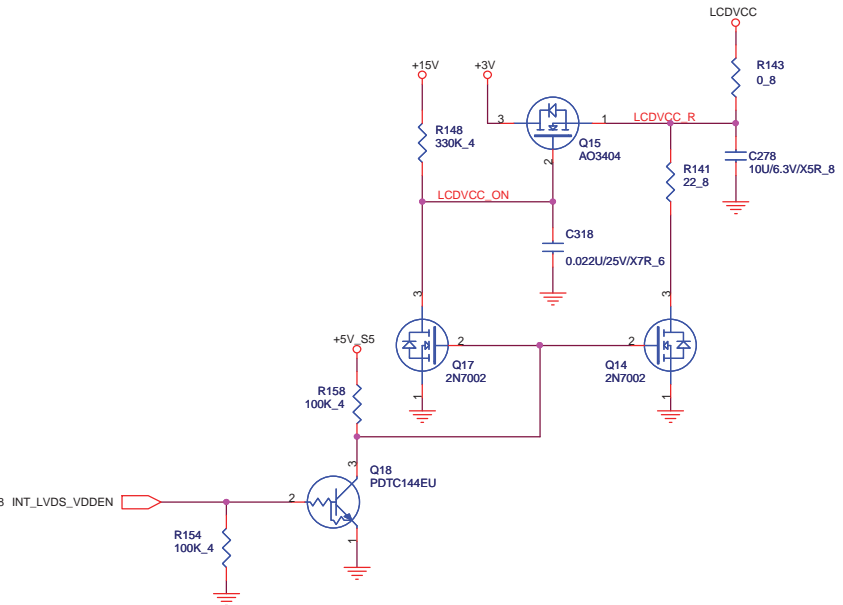 LCDVCC
R143
0_8
+15V
+3V
3
1
LCDVCC_R
R148
330K_4
Q15
AO3404
2
C278
10U/6.3V/X5R_8
R141
22_8
LCDVCC_ON
C318
0.022U/25V/X7R_6
3
3
+5V_S5
2
2
Q17
2N7002
Q14
2N7002
R158
100K_4
1
1
3
Q18
PDTC144EU
8 INT_LVDS_VDDEN
2
R154
100K_4
1